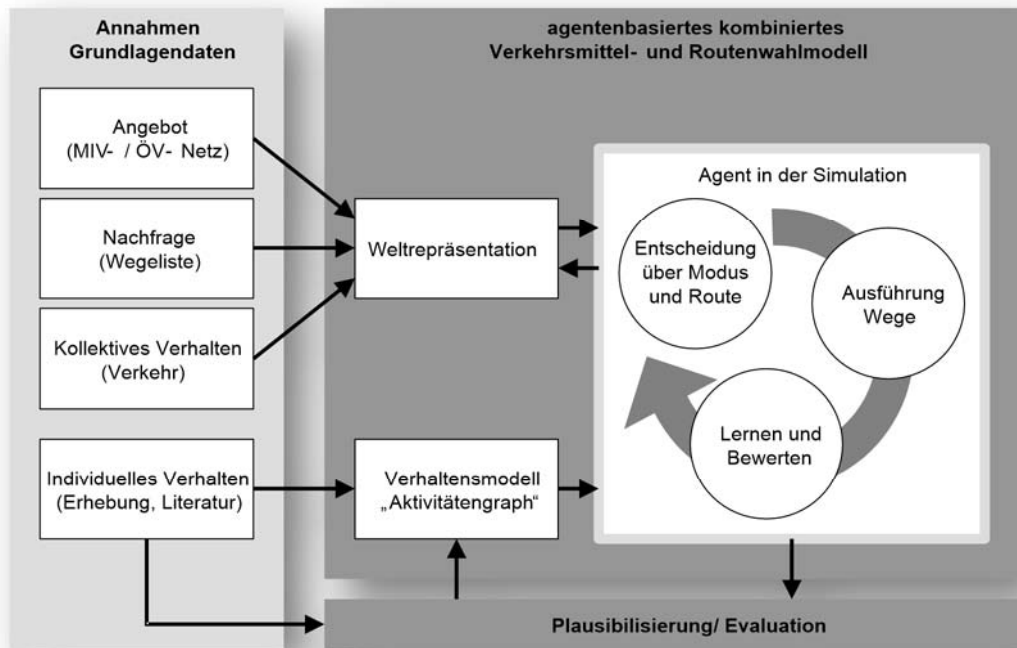 Annahmen
Grundlagendaten
Angebot
(MIV- / ÖV- Netz)
Nachfrage
(Wegeliste)
Kollektives Verhalten
(Verkehr)
Individuelles Verhalten
(Erhebung, Literatur)
agentenbasiertes kombiniertes
Verkehrsmittel- und Routenwahlmodell
Weltrepräsentation
Verhaltensmodell
„Aktivitätengraph“
Agent in der Simulation
Entscheidung
über Modus
und Route
Ausführung
Wege
Lernen und
Bewerten
Plausibilisierung/ Evaluation